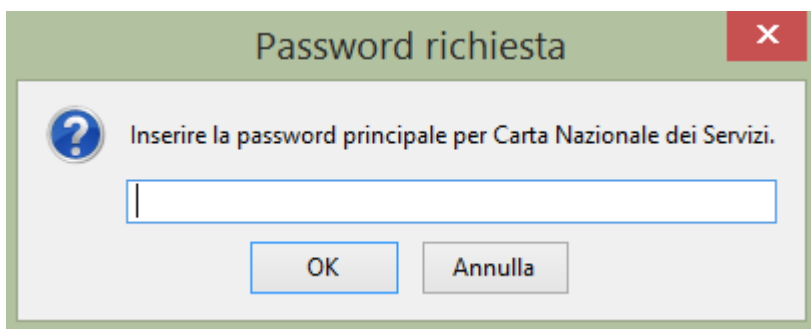 Password richiesta
Inserire la password principale per Carta Nazionale dei Servizi.
OK
Annulla